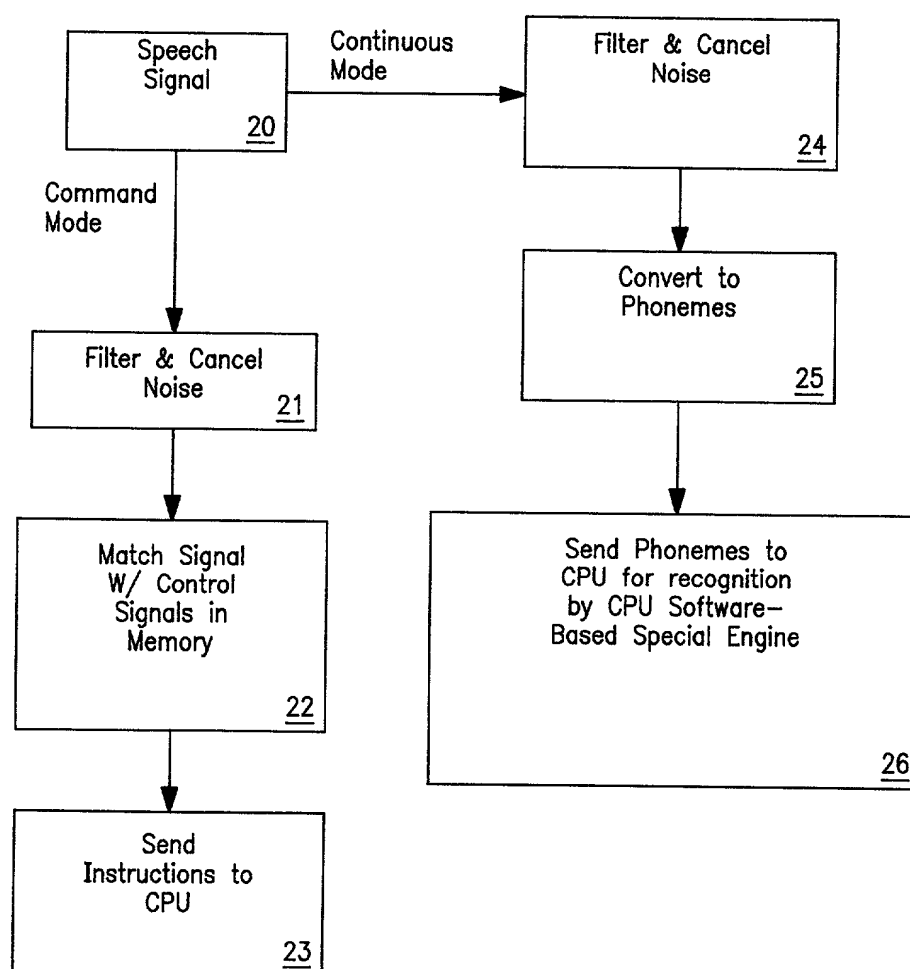 Speech
Signal
20
Continuous
Mode
Filter & Cancel
Noise
24
Command
Mode
Convert to
Phonemes
25
Filter & Cancel
Noise
21
Match Signal
W/ Control
Signals in
Memory
22
Send Phonemes to
CPU for recognition
by CPU Software-
Based Special Engine
26
Send
Instructions to
CPU
23